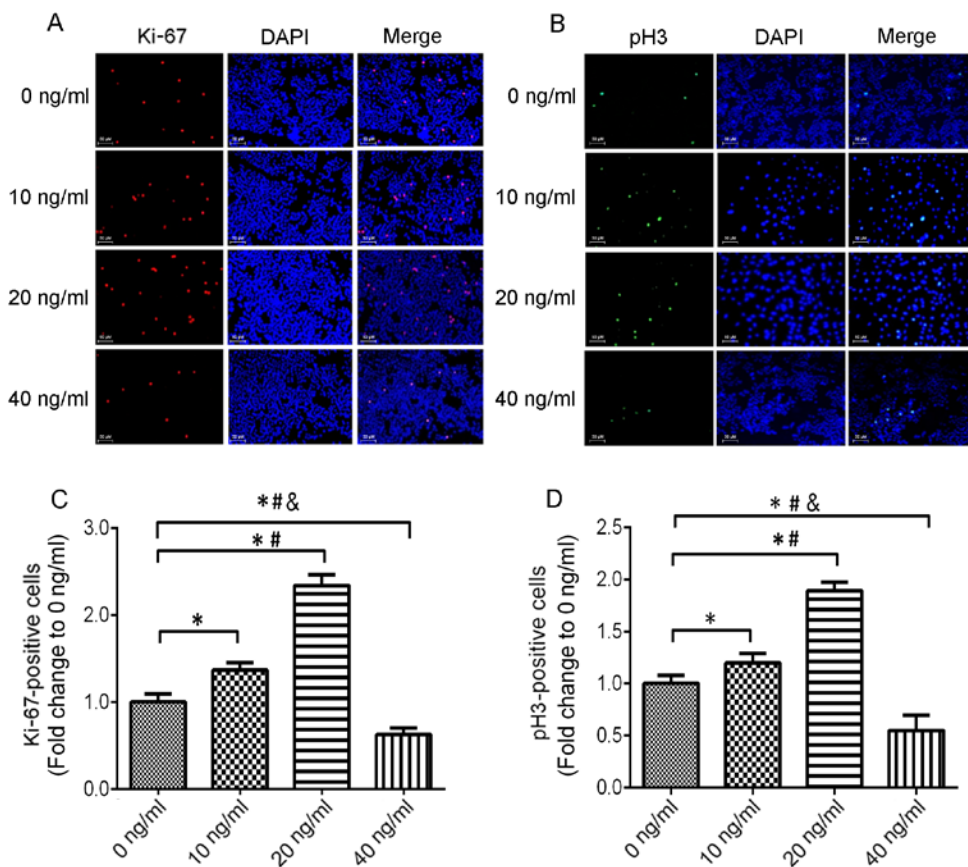 A
Ki-67 DAPI Merge
0 ng/ml
10 ng/ml
20 ng/ml
40 ng/ml
B
pH3 DAPI Merge
0 ng/ml
10 ng/ml
20 ng/ml
40 ng/ml
C
Ki-67-positive cells
(Fold change to 0 ng/ml)
3.0
2.0
1.0
0.0
*#&
*#
*
0 ng/ml
10 ng/ml
20 ng/ml
40 ng/ml
D
pH3-positive cells
(Fold change to 0 ng/ml)
2.5
2.0
1.5
1.0
0.5
0.0
* # &
*#
*
0 ng/ml
10 ng/ml
20 ng/ml
40 ng/ml